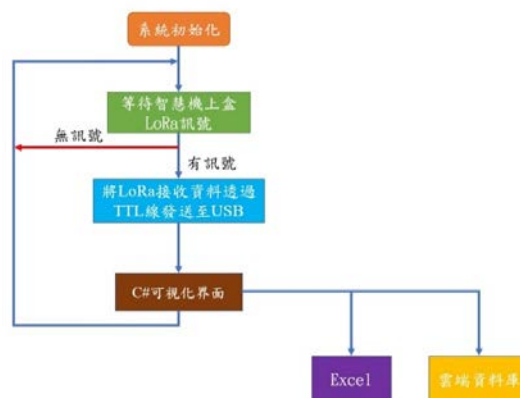 系統初始化
等待智慧機上盒
LoRa訊號
無訊號
有訊號
將LoRa接收資料透過
TTL線發送至USB
C#可視化界面
Excel
雲端資料庫